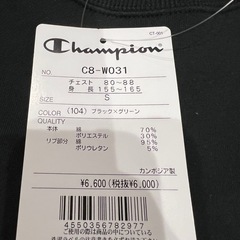 Champion
NO. C8-W031
チェスト 80〜88
身 長 155〜165
SIZE S
COLOR (104) ブラック×グリーン
QUALITY 本体 綿 70%
ポリエステル 30%
リブ部分 綿 95%
ポリウレタン 5%
カンボジア製
¥6,600(税抜¥6,000)
4550356782977